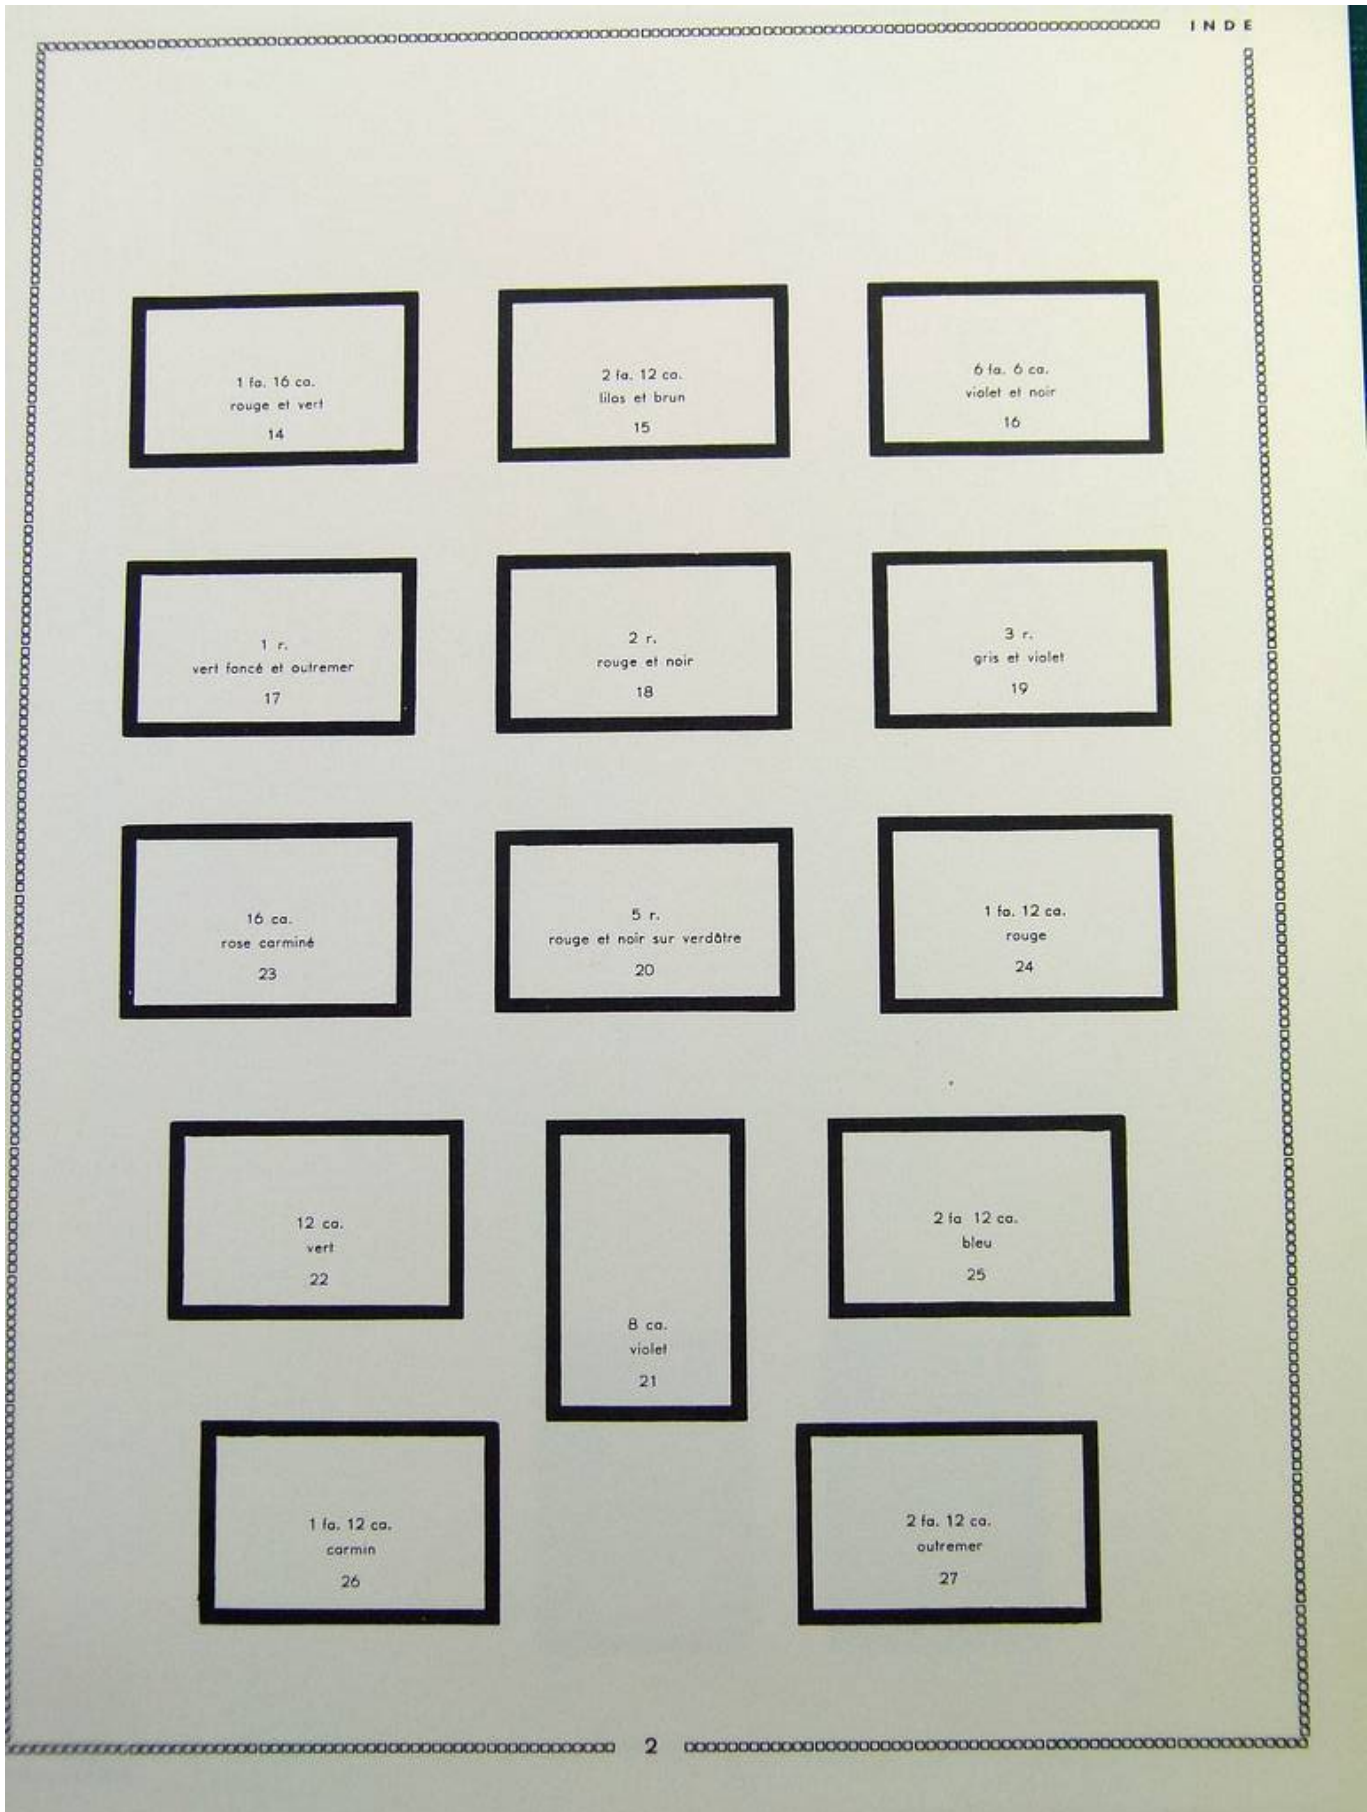 INDE
1 fa. 16 ca.
rouge et vert
14
2 fa. 12 ca.
lilas et brun
15
6 fa. 6 ca.
violet et noir
16
1 r.
vert foncé et outremer
17
2 r.
rouge et noir
18
3 r.
gris et violet
19
16 ca.
rose carminé
23
5 r.
rouge et noir sur verdâtre
20
1 fa. 12 ca.
rouge
24
12 ca.
vert
22
8 ca.
violet
21
2 fa 12 ca.
bleu
25
1 fa. 12 ca.
carmin
26
2 fa. 12 ca.
outremer
27
2